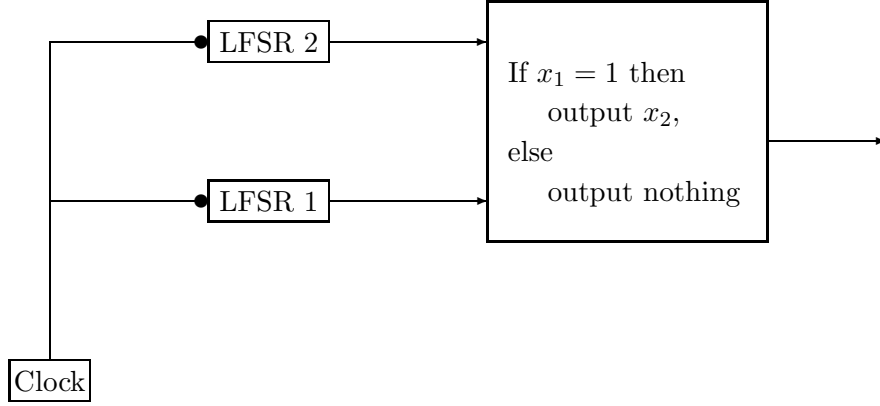 LFSR 2
If x₁ = 1 then
output x₂,
else
output nothing
LFSR 1
Clock